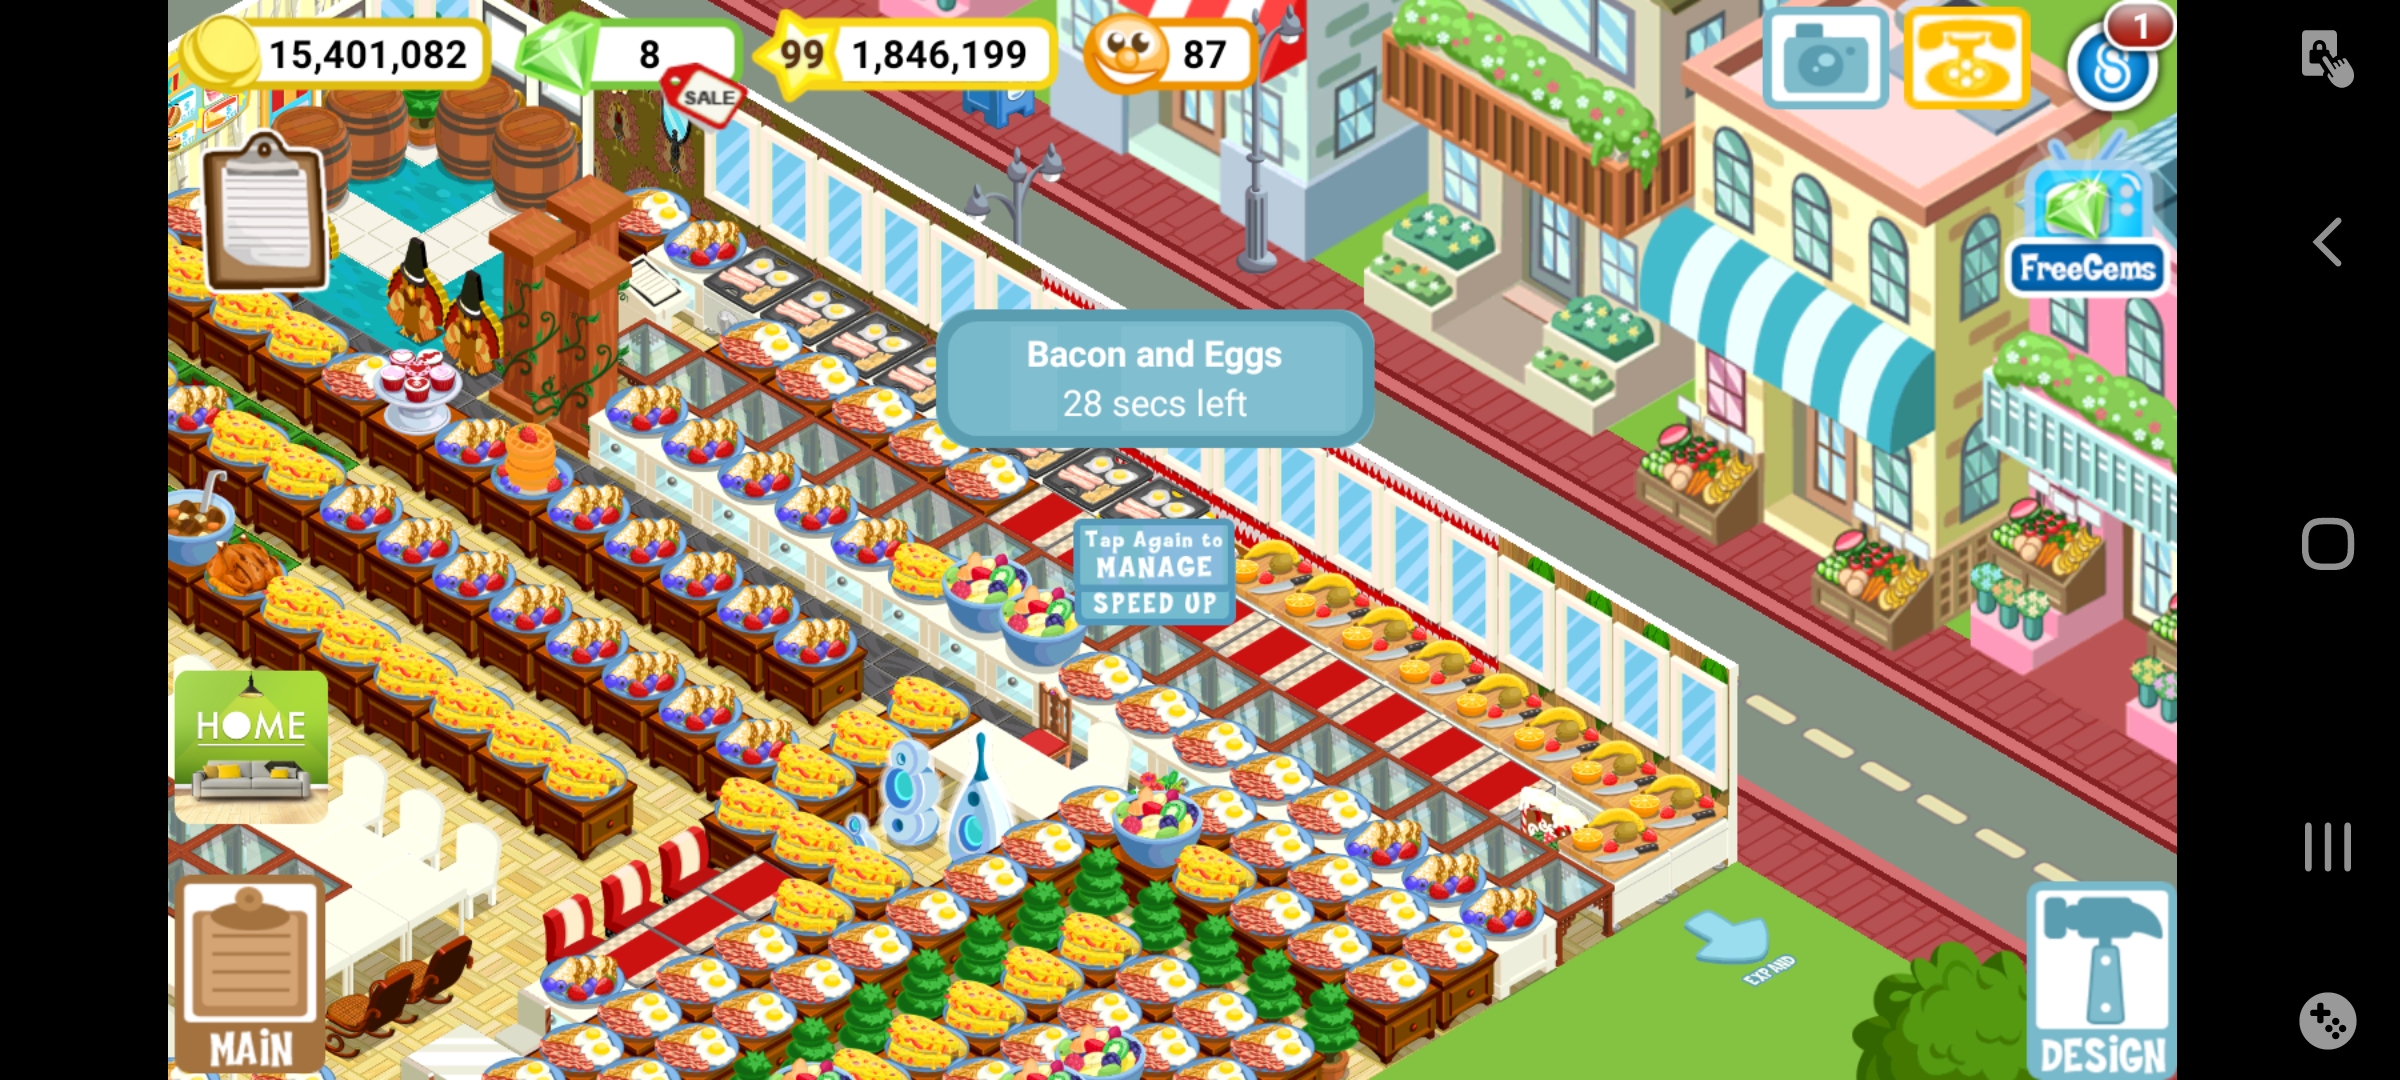 15,401,082
8
SALE
99
1,846,199
87
1
FreeGems
Bacon and Eggs
28 secs left
Tap Again to
MANAGE
SPEED UP
HOME
EXPAND
MAiN
DESiGN